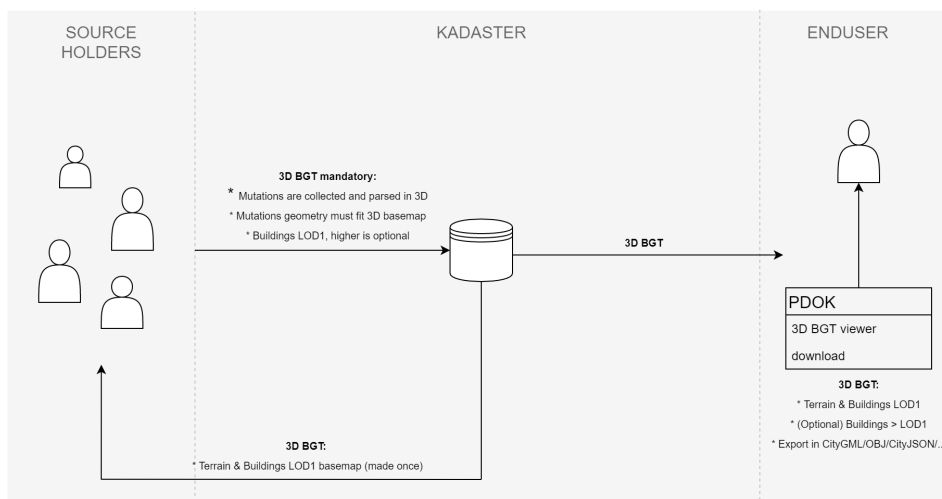 SOURCE
HOLDERS
KADASTER
ENDUSER
3D BGT mandatory:
* Mutations are collected and parsed in 3D
* Mutations geometry must fit 3D basemap
* Buildings LOD1, higher is optional
3D BGT
PDOK
3D BGT viewer
download
3D BGT:
* Terrain & Buildings LOD1
* (Optional) Buildings > LOD1
* Export in CityGML/OBJ/CityJSON/..
3D BGT:
* Terrain & Buildings LOD1 basemap (made once)